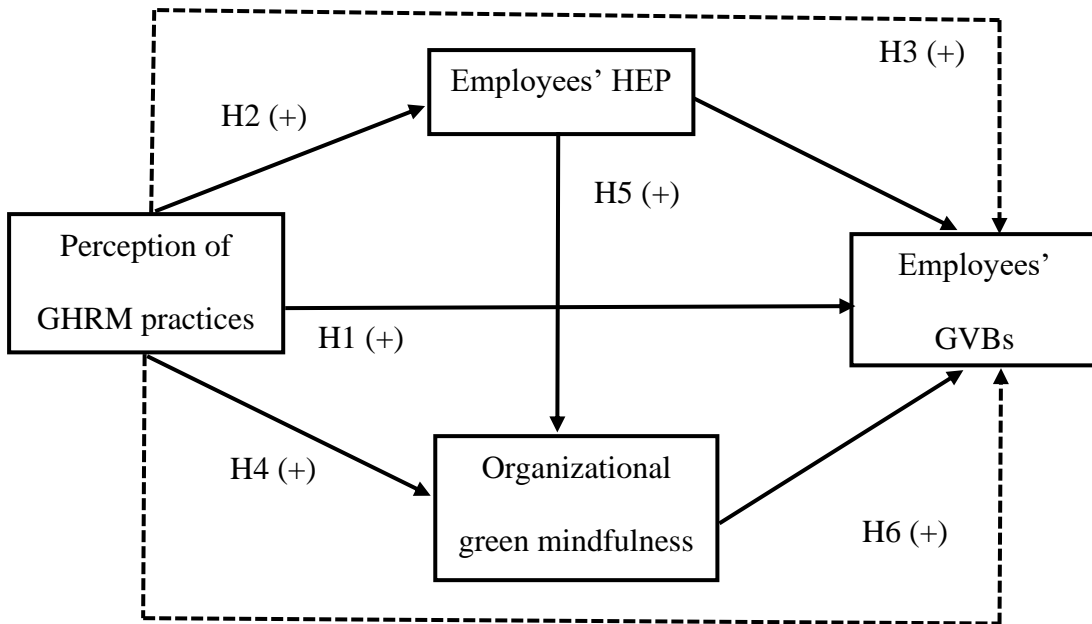 H3 (+)
Employees’ HEP
H2 (+)
H5 (+)
Perception of
GHRM practices
Employees’
GVBs
H1 (+)
H4 (+)
Organizational
green mindfulness
H6 (+)